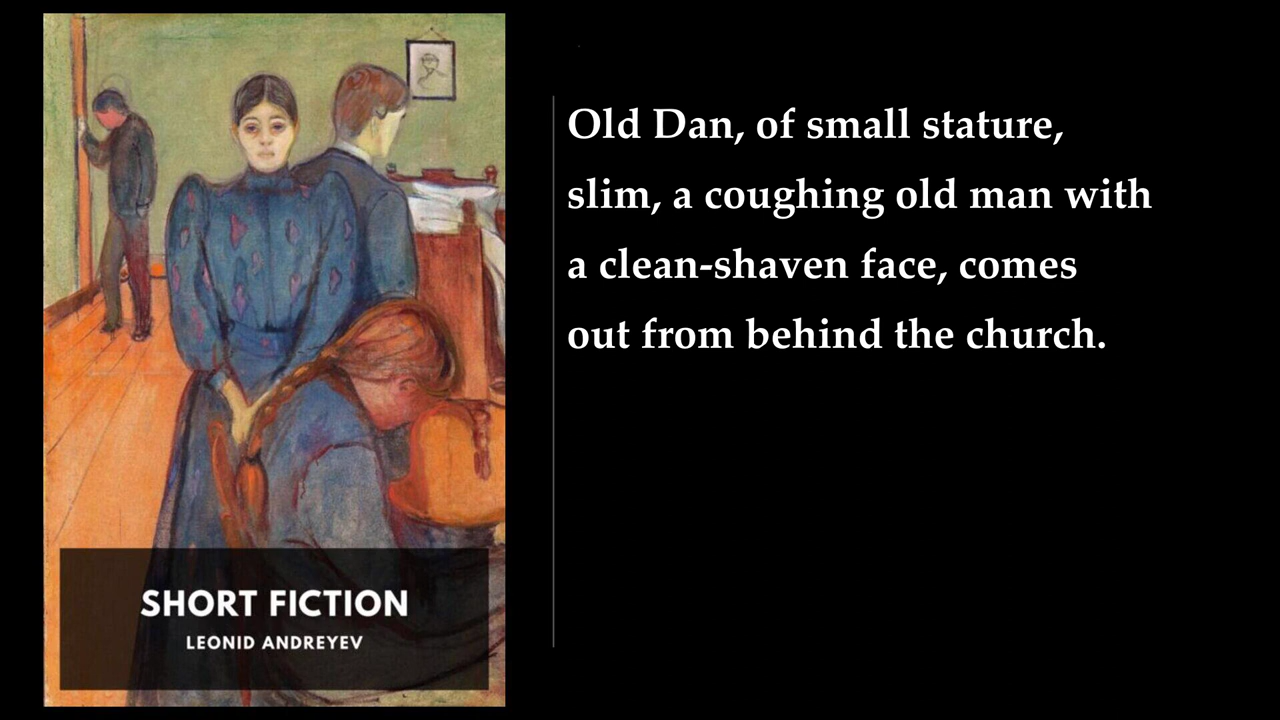 Old Dan, of small stature,
slim, a coughing old man with
a clean-shaven face, comes
out from behind the church.
SHORT FICTION
LEONID ANDREYEV